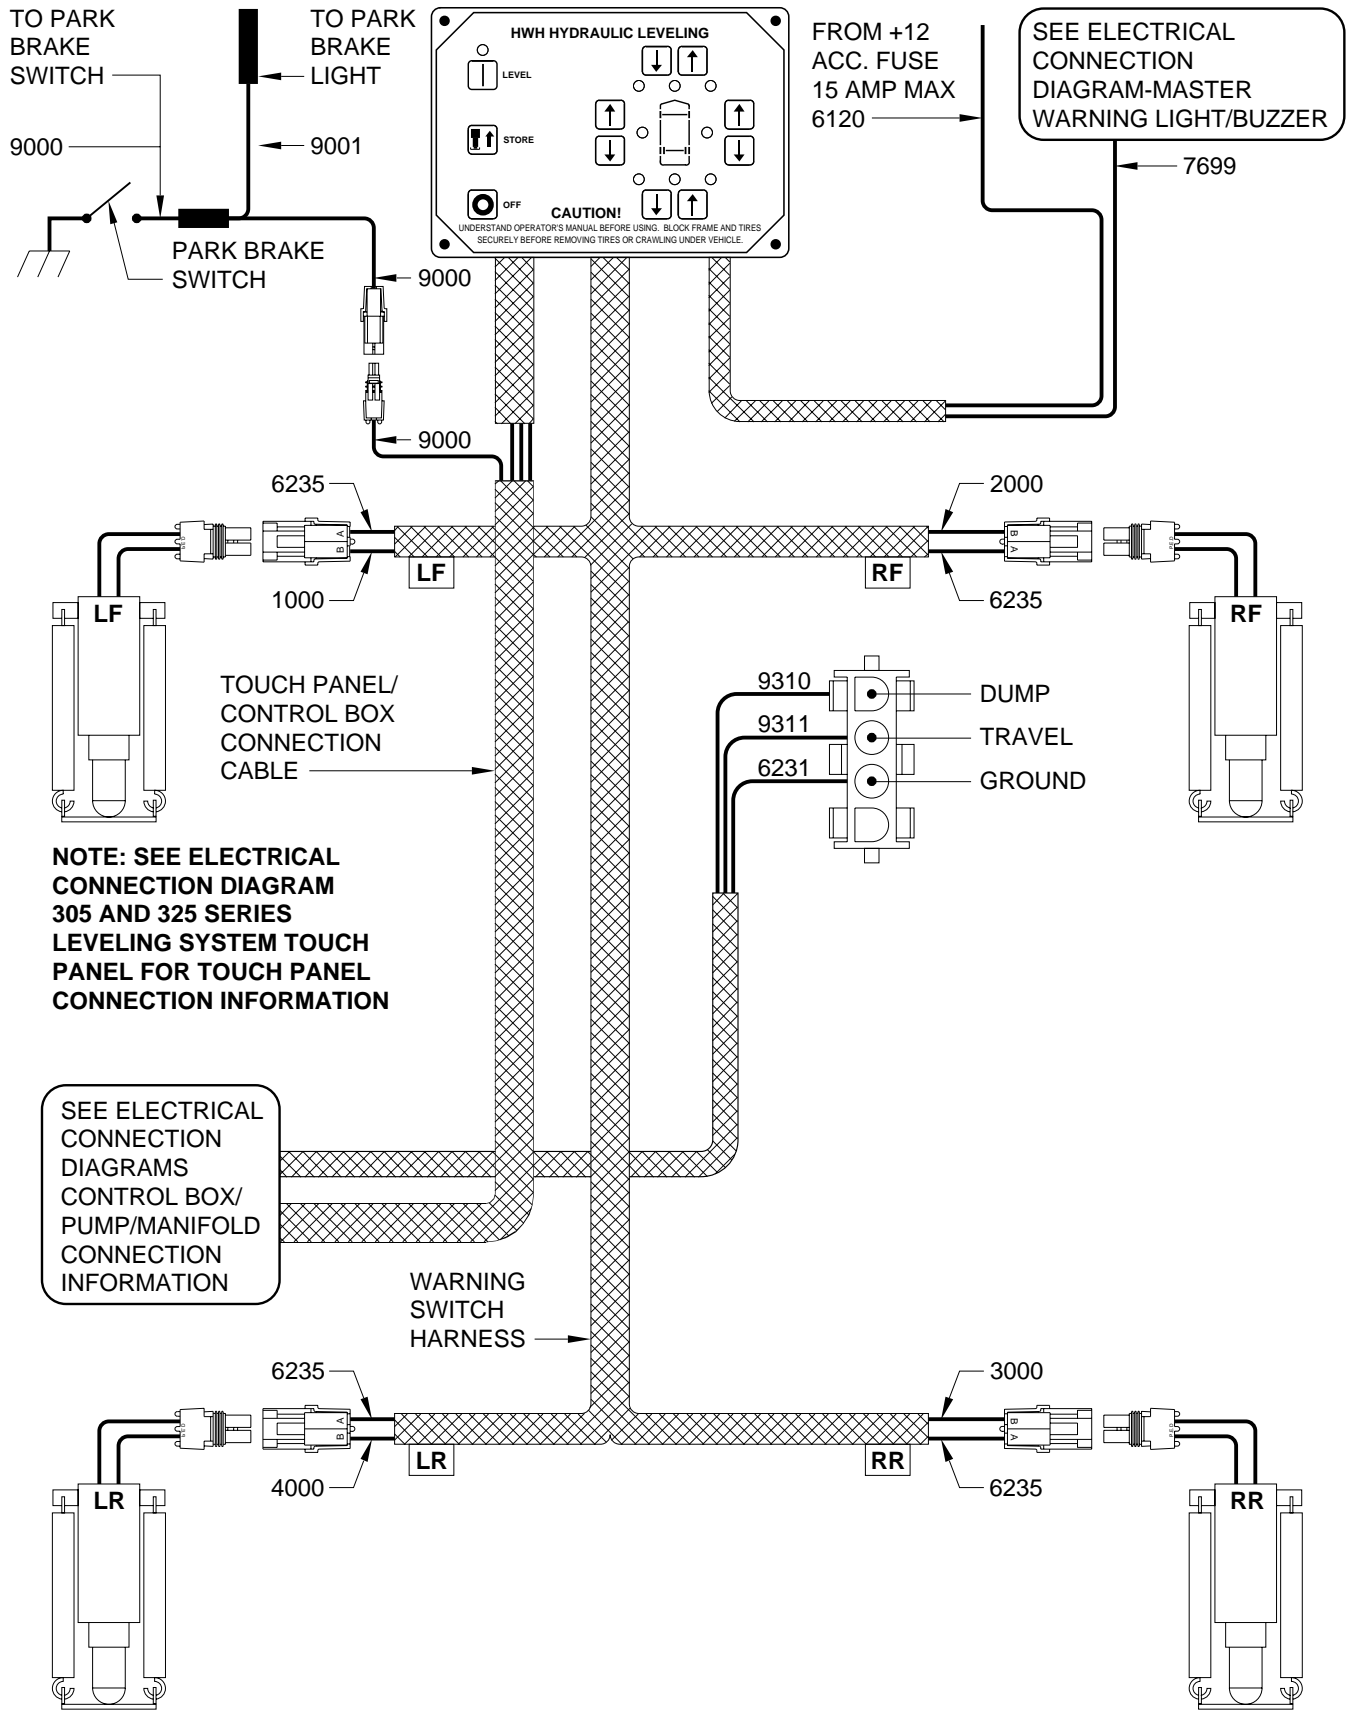 TO PARK
BRAKE
SWITCH
TO PARK
BRAKE
LIGHT
9000
9001
PARK BRAKE
SWITCH
HWH HYDRAULIC LEVELING
LEVEL
STORE
OFF
CAUTION!
UNDERSTAND OPERATOR'S MANUAL BEFORE USING. BLOCK FRAME AND TIRES
SECURELY BEFORE REMOVING TIRES OR CRAWLING UNDER VEHICLE.
FROM +12
ACC. FUSE
15 AMP MAX
6120
SEE ELECTRICAL
CONNECTION
DIAGRAM-MASTER
WARNING LIGHT/BUZZER
7699
9000
9000
6235
A
B
1000
LF
LF
2000
B
A
6235
RF
RF
TOUCH PANEL/
CONTROL BOX
CONNECTION
CABLE
9310
DUMP
9311
TRAVEL
6231
GROUND
NOTE: SEE ELECTRICAL
CONNECTION DIAGRAM
305 AND 325 SERIES
LEVELING SYSTEM TOUCH
PANEL FOR TOUCH PANEL
CONNECTION INFORMATION
SEE ELECTRICAL
CONNECTION
DIAGRAMS
CONTROL BOX/
PUMP/MANIFOLD
CONNECTION
INFORMATION
WARNING
SWITCH
HARNESS
6235
A
B
4000
LR
LR
3000
B
A
6235
RR
RR